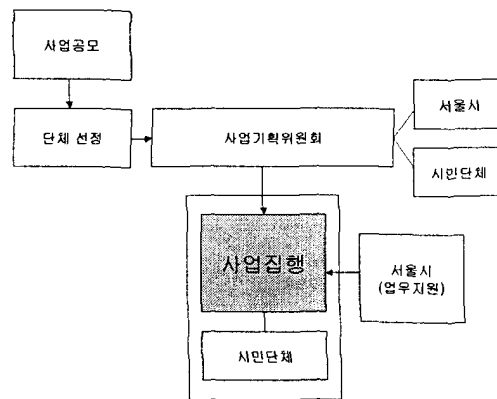 사업공모
단체 선정
사업기획위원회
서울시
시민단체
사업집행
서울시
(업무지원)
시민단체